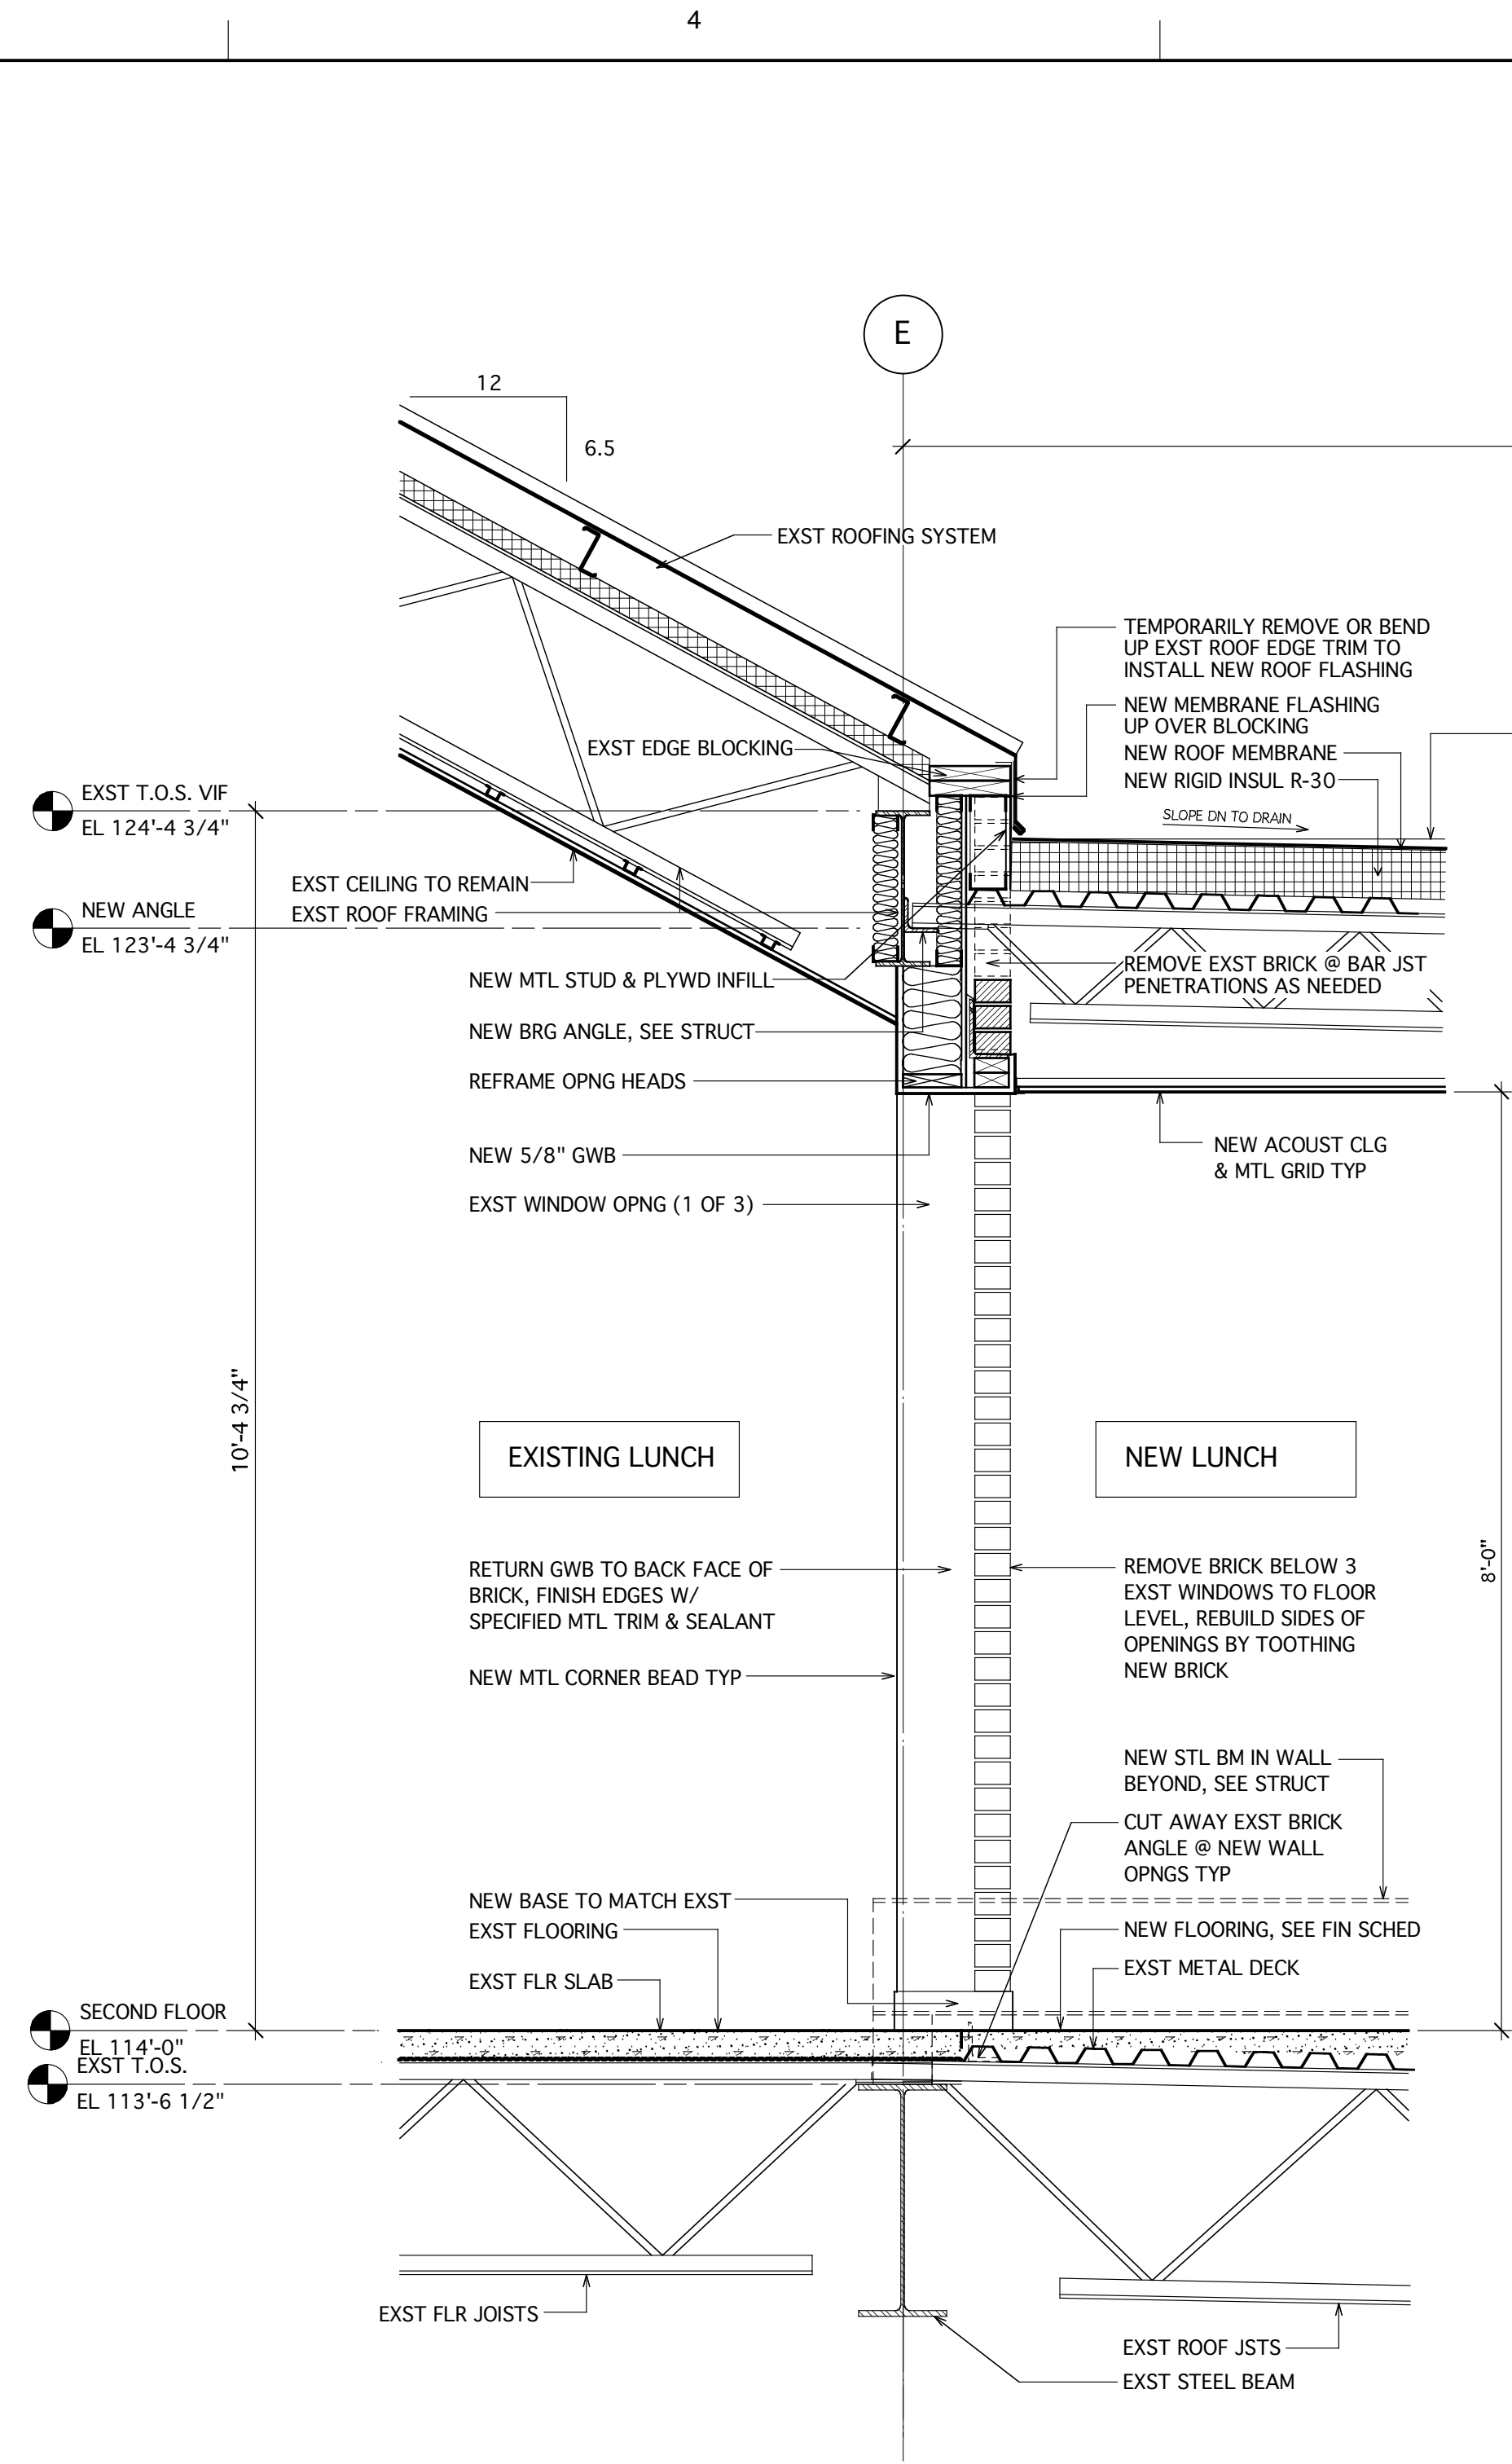 4
E
12
6.5
EXST ROOFING SYSTEM
TEMPORARILY REMOVE OR BEND
UP EXST ROOF EDGE TRIM TO
INSTALL NEW ROOF FLASHING
NEW MEMBRANE FLASHING
UP OVER BLOCKING
NEW ROOF MEMBRANE
NEW RIGID INSUL R-30
SLOPE DN TO DRAIN
EXST EDGE BLOCKING
EXST T.O.S. VIF
EL 124'-4 3/4"
EXST CEILING TO REMAIN
EXST ROOF FRAMING
NEW ANGLE
EL 123'-4 3/4"
NEW MTL STUD & PLYWD INFILL
REMOVE EXST BRICK @ BAR JST
PENETRATIONS AS NEEDED
NEW BRG ANGLE, SEE STRUCT
REFRAME OPNG HEADS
NEW 5/8" GWB
NEW ACOUST CLG
& MTL GRID TYP
EXST WINDOW OPNG (1 OF 3)
10'-4 3/4"
EXISTING LUNCH
NEW LUNCH
8'-0"
RETURN GWB TO BACK FACE OF
BRICK, FINISH EDGES W/
SPECIFIED MTL TRIM & SEALANT
REMOVE BRICK BELOW 3
EXST WINDOWS TO FLOOR
LEVEL, REBUILD SIDES OF
OPENINGS BY TOOTHING
NEW BRICK
NEW MTL CORNER BEAD TYP
NEW STL BM IN WALL
BEYOND, SEE STRUCT
CUT AWAY EXST BRICK
ANGLE @ NEW WALL
OPNGS TYP
NEW BASE TO MATCH EXST
EXST FLOORING
EXST FLR SLAB
NEW FLOORING, SEE FIN SCHED
EXST METAL DECK
SECOND FLOOR
EL 114'-0"
EXST T.O.S.
EL 113'-6 1/2"
EXST FLR JOISTS
EXST ROOF JSTS
EXST STEEL BEAM